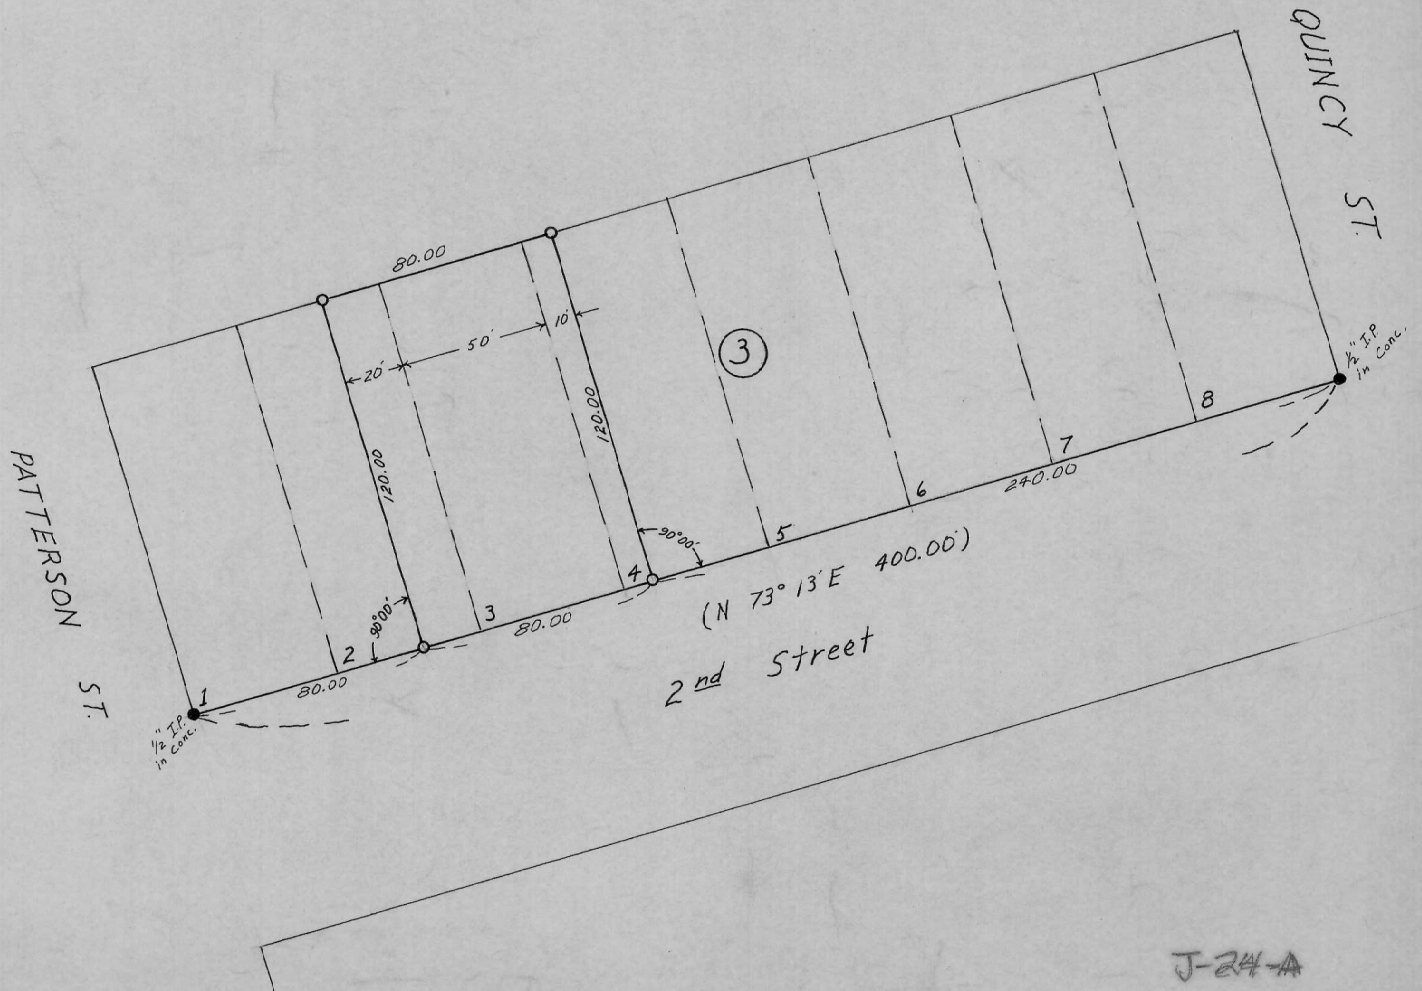 QUINCY ST.
80.00
10'
50'
20'
3
1/2" I.P.
in Conc.
120.00
120.00
8
7
240.00
6
5
90°00'
4
(N 73° 13' E 400.00')
3
80.00
90°00'
2
80.00
2nd Street
1
PATTERSON ST.
1/2" I.P.
in Conc.
J-24-A